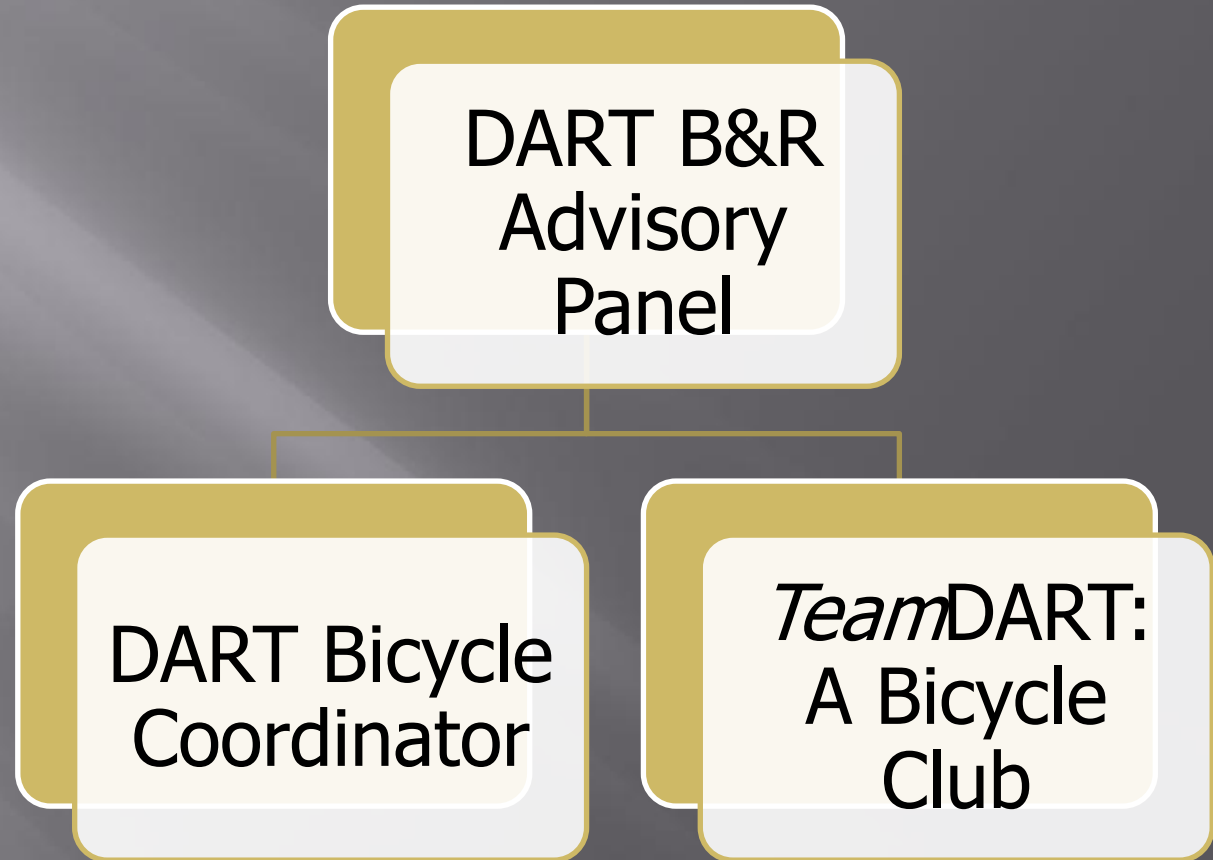 DART B&R
Advisory
Panel
DART Bicycle
Coordinator
TeamDART:
A Bicycle
Club